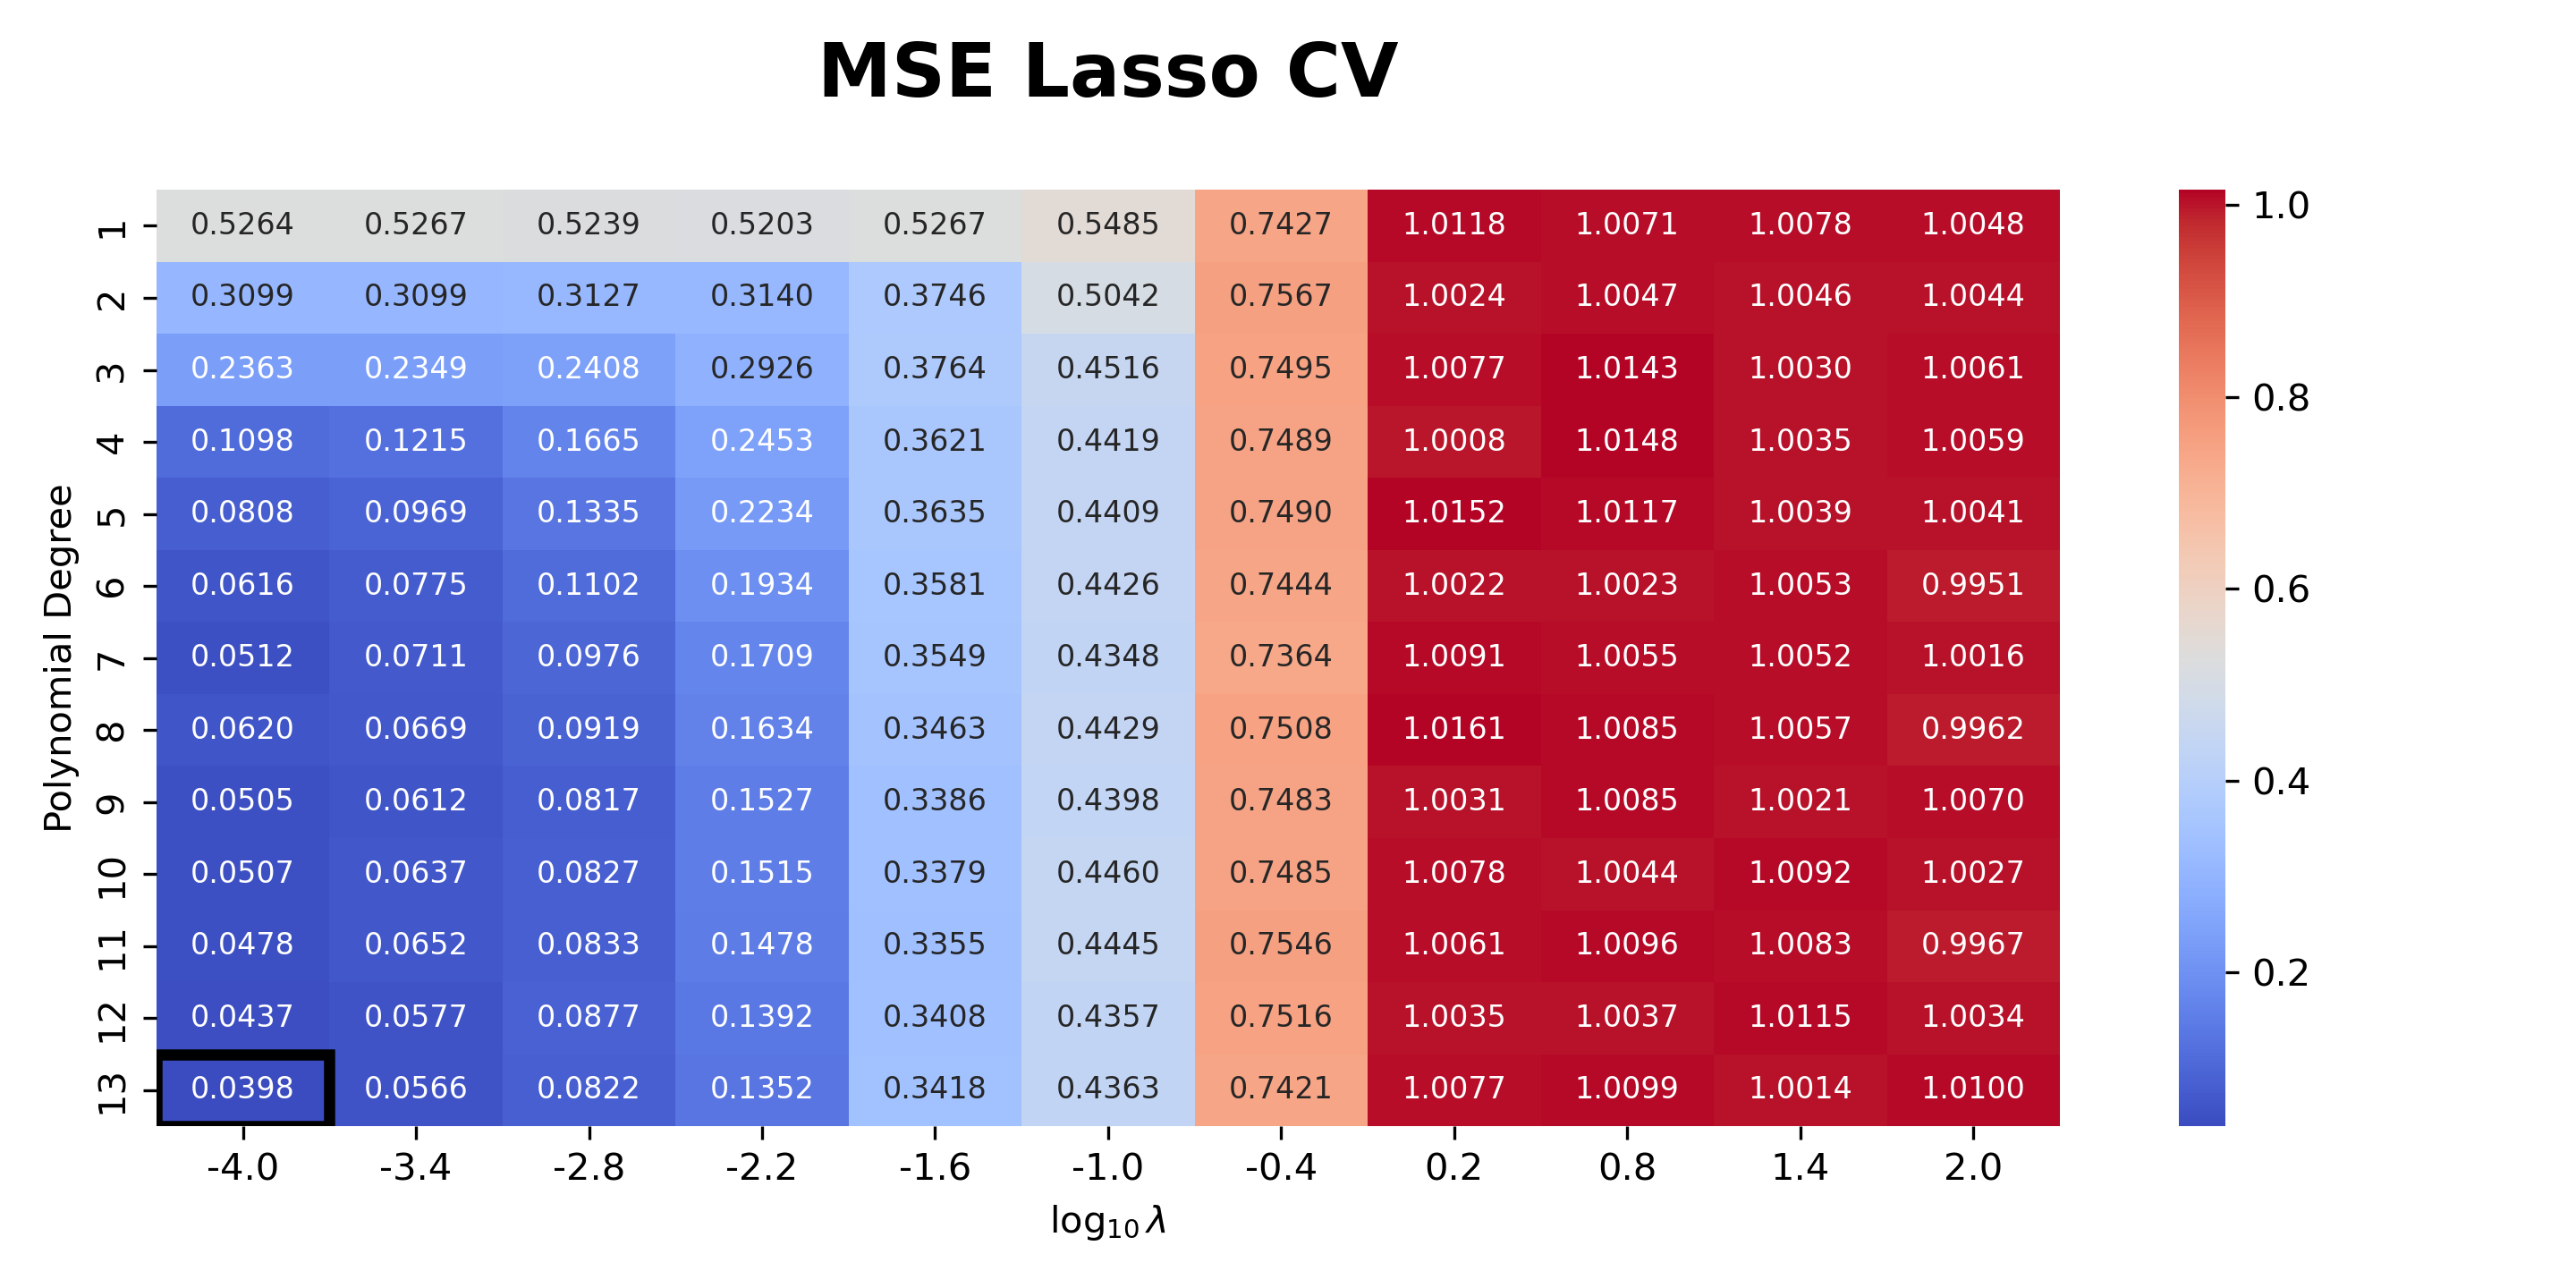 MSE Lasso CV
Polynomial Degree
1 0.5264 0.5267 0.5239 0.5203 0.5267 0.5485 0.7427 1.0118 1.0071 1.0078 1.0048
2 0.3099 0.3099 0.3127 0.3140 0.3746 0.5042 0.7567 1.0024 1.0047 1.0046 1.0044
3 0.2363 0.2349 0.2408 0.2926 0.3764 0.4516 0.7495 1.0077 1.0143 1.0030 1.0061
4 0.1098 0.1215 0.1665 0.2453 0.3621 0.4419 0.7489 1.0008 1.0148 1.0035 1.0059
5 0.0808 0.0969 0.1335 0.2234 0.3635 0.4409 0.7490 1.0152 1.0117 1.0039 1.0041
6 0.0616 0.0775 0.1102 0.1934 0.3581 0.4426 0.7444 1.0022 1.0023 1.0053 0.9951
7 0.0512 0.0711 0.0976 0.1709 0.3549 0.4348 0.7364 1.0091 1.0055 1.0052 1.0016
8 0.0620 0.0669 0.0919 0.1634 0.3463 0.4429 0.7508 1.0161 1.0085 1.0057 0.9962
9 0.0505 0.0612 0.0817 0.1527 0.3386 0.4398 0.7483 1.0031 1.0085 1.0021 1.0070
10 0.0507 0.0637 0.0827 0.1515 0.3379 0.4460 0.7485 1.0078 1.0044 1.0092 1.0027
11 0.0478 0.0652 0.0833 0.1478 0.3355 0.4445 0.7546 1.0061 1.0096 1.0083 0.9967
12 0.0437 0.0577 0.0877 0.1392 0.3408 0.4357 0.7516 1.0035 1.0037 1.0115 1.0034
13 0.0398 0.0566 0.0822 0.1352 0.3418 0.4363 0.7421 1.0077 1.0099 1.0014 1.0100
-4.0 -3.4 -2.8 -2.2 -1.6 -1.0 -0.4 0.2 0.8 1.4 2.0
log₁₀ λ
1.0
0.8
0.6
0.4
0.2